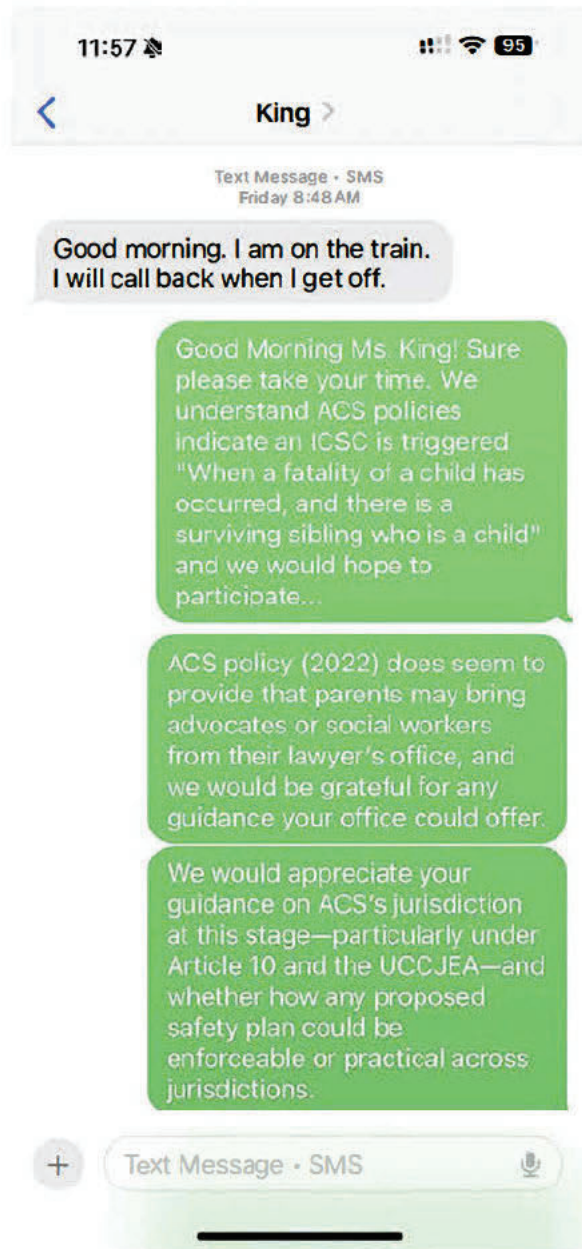 11:57
95
King
Text Message • SMS
Friday 8:48 AM
Good morning. I am on the train.
I will call back when I get off.
Good Morning Ms. King! Sure
please take your time. We
understand ACS policies
indicate an ICSC is triggered
"When a fatality of a child has
occurred, and there is a
surviving sibling who is a child"
and we would hope to
participate...
ACS policy (2022) does seem to
provide that parents may bring
advocates or social workers
from their lawyer's office, and
we would be grateful for any
guidance your office could offer.
We would appreciate your
guidance on ACS's jurisdiction
at this stage—particularly under
Article 10 and the UCCJEA—and
whether how any proposed
safety plan could be
enforceable or practical across
jurisdictions.
Text Message • SMS